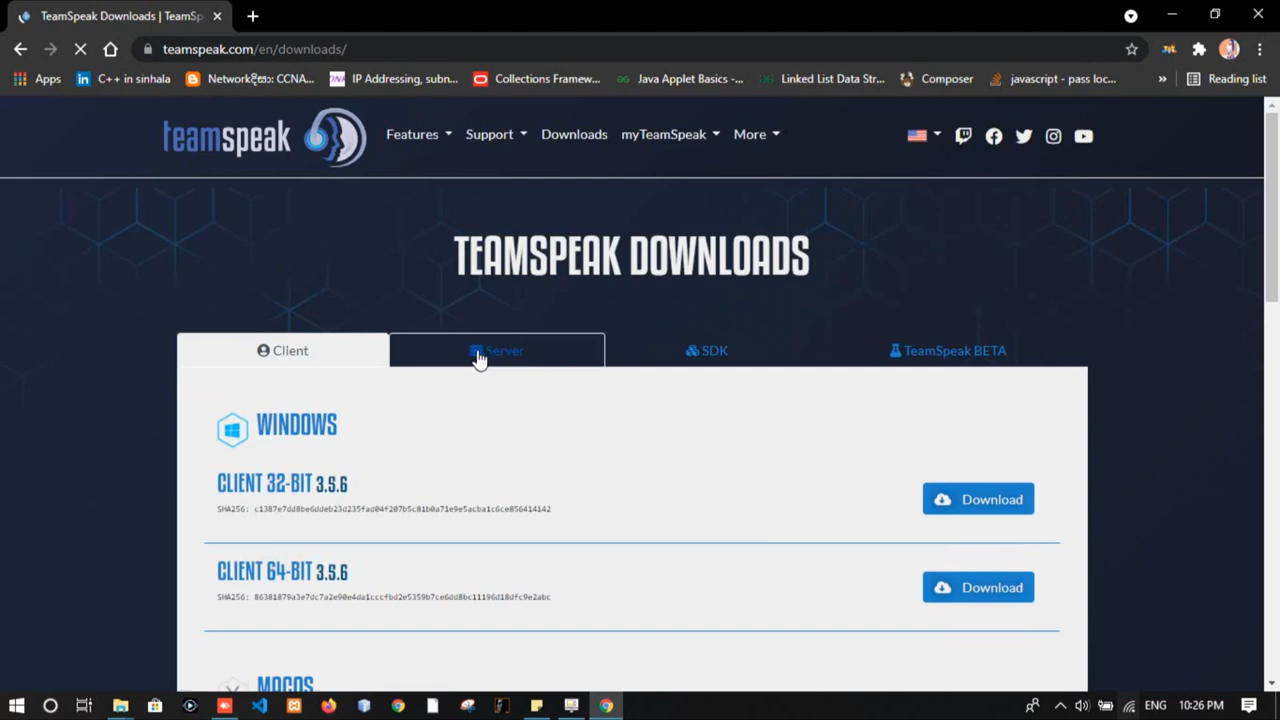 TeamSpeak Downloads | TeamSp
teamspeak.com/en/downloads/
Apps
C++ in sinhala
IP Addressing, subn...
Collections Framew...
Java Applet Basics -...
Linked List Data Str...
Composer
javascript - pass loc...
»
Reading list
teamspeak
Features
Support
Downloads
myTeamSpeak
More
TEAMSPEAK DOWNLOADS
Client
Server
SDK
TeamSpeak BETA
WINDOWS
CLIENT 32-BIT 3.5.6
Download
SHA256:
CLIENT 64-BIT 3.5.6
Download
SHA256:
MACOS
ENG
10:26 PM